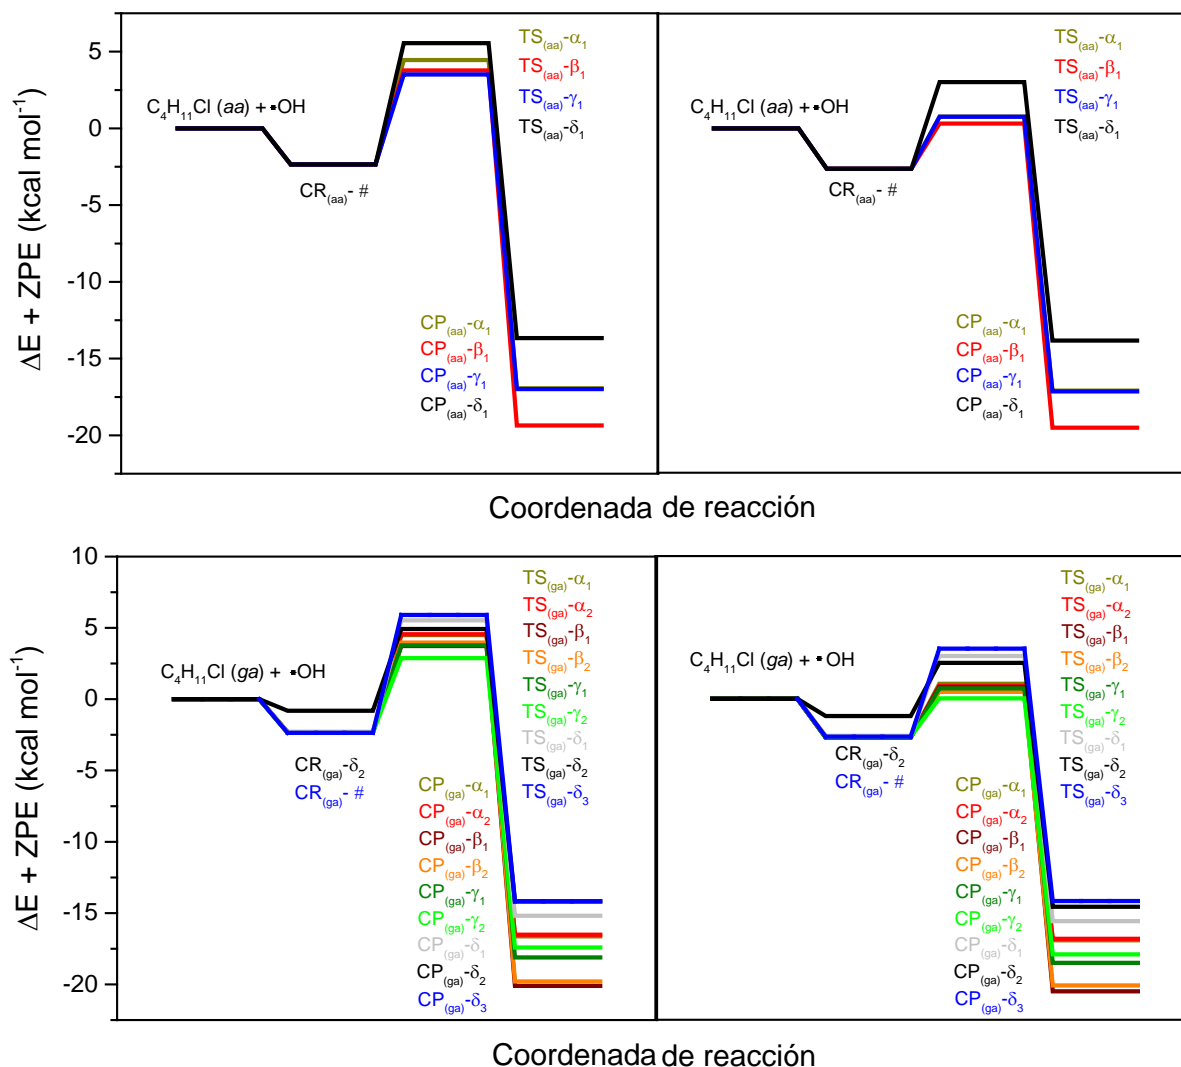 ΔE + ZPE (kcal mol⁻¹)
5
0
-5
-10
-15
-20
C₄H₁₁Cl (aa) + •OH
CR₍aa₎- #
TS₍aa₎-α₁
TS₍aa₎-β₁
TS₍aa₎-γ₁
TS₍aa₎-δ₁
CP₍aa₎-α₁
CP₍aa₎-β₁
CP₍aa₎-γ₁
CP₍aa₎-δ₁
C₄H₁₁Cl (aa) + •OH
CR₍aa₎- #
TS₍aa₎-α₁
TS₍aa₎-β₁
TS₍aa₎-γ₁
TS₍aa₎-δ₁
CP₍aa₎-α₁
CP₍aa₎-β₁
CP₍aa₎-γ₁
CP₍aa₎-δ₁
Coordenada de reacción
ΔE + ZPE (kcal mol⁻¹)
10
5
0
-5
-10
-15
-20
C₄H₁₁Cl (ga) + •OH
CR₍ga₎-δ₂
CR₍ga₎- #
TS₍ga₎-α₁
TS₍ga₎-α₂
TS₍ga₎-β₁
TS₍ga₎-β₂
TS₍ga₎-γ₁
TS₍ga₎-γ₂
TS₍ga₎-δ₁
TS₍ga₎-δ₂
TS₍ga₎-δ₃
CP₍ga₎-α₁
CP₍ga₎-α₂
CP₍ga₎-β₁
CP₍ga₎-β₂
CP₍ga₎-γ₁
CP₍ga₎-γ₂
CP₍ga₎-δ₁
CP₍ga₎-δ₂
CP₍ga₎-δ₃
C₄H₁₁Cl (ga) + •OH
CR₍ga₎-δ₂
CR₍ga₎- #
TS₍ga₎-α₁
TS₍ga₎-α₂
TS₍ga₎-β₁
TS₍ga₎-β₂
TS₍ga₎-γ₁
TS₍ga₎-γ₂
TS₍ga₎-δ₁
TS₍ga₎-δ₂
TS₍ga₎-δ₃
CP₍ga₎-α₁
CP₍ga₎-α₂
CP₍ga₎-β₁
CP₍ga₎-β₂
CP₍ga₎-γ₁
CP₍ga₎-γ₂
CP₍ga₎-δ₁
CP₍ga₎-δ₂
CP₍ga₎-δ₃
Coordenada de reacción